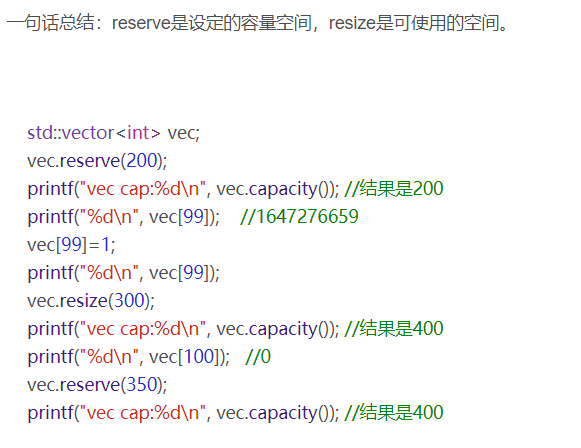 一句话总结：reserve是设定的容量空间，resize是可使用的空间。
std::vector<int> vec;
vec.reserve(200);
printf("vec cap:%d\n", vec.capacity()); //结果是200
printf("%d\n", vec[99]);    //1647276659
vec[99]=1;
printf("%d\n", vec[99]);
vec.resize(300);
printf("vec cap:%d\n", vec.capacity()); //结果是400
printf("%d\n", vec[100]);   //0
vec.reserve(350);
printf("vec cap:%d\n", vec.capacity()); //结果是400